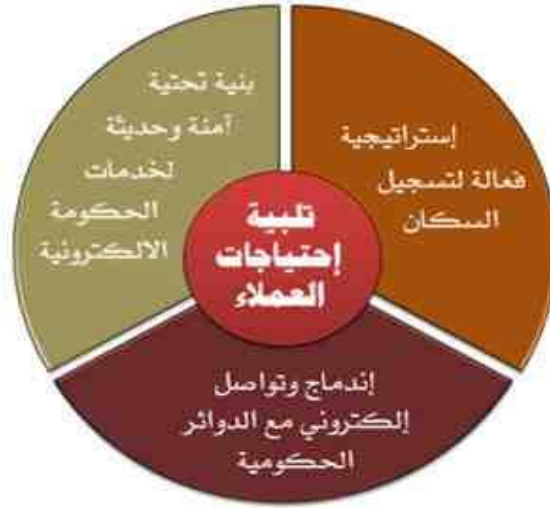 إستراتيجية
فعالة لتسجيل
السكان
بنية تحتية
آمنة وحديثة
لخدمات
الحكومة
الالكترونية
تلبية
إحتياجات
العملاء
إندماج وتواصل
إلكتروني مع الدوائر
الحكومية